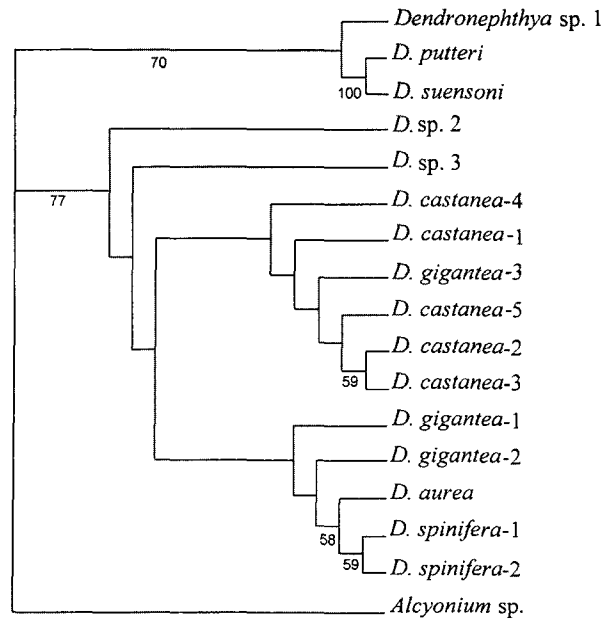 Dendronephthya sp. 1
D. putteri
70
100
D. suensoni
D. sp. 2
D. sp. 3
77
D. castanea-4
D. castanea-1
D. gigantea-3
D. castanea-5
D. castanea-2
59
D. castanea-3
D. gigantea-1
D. gigantea-2
D. aurea
58
D. spinifera-1
59
D. spinifera-2
Alcyonium sp.